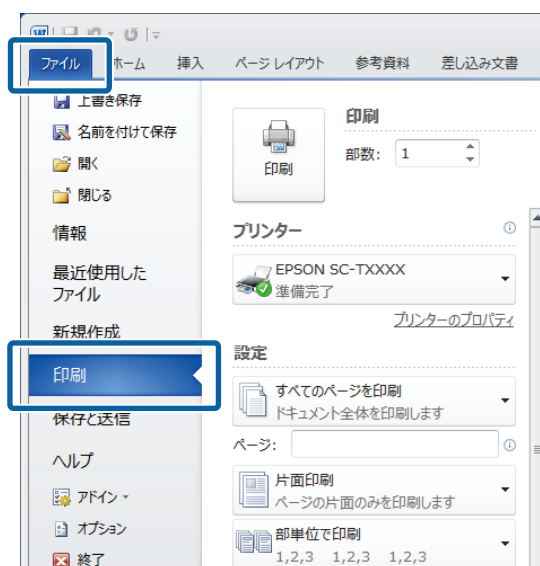 ファイル ホーム 挿入 ページ レイアウト 参考資料 差し込み文書
上書き保存
名前を付けて保存
開く
閉じる
情報
最近使用した
ファイル
新規作成
印刷
保存と送信
ヘルプ
アドイン
オプション
終了
印刷
印刷
部数: 1
プリンター
EPSON SC-TXXXX
準備完了
プリンターのプロパティ
設定
すべてのページを印刷
ドキュメント全体を印刷します
ページ:
片面印刷
ページの片面のみを印刷します
部単位で印刷
1,2,3 1,2,3 1,2,3